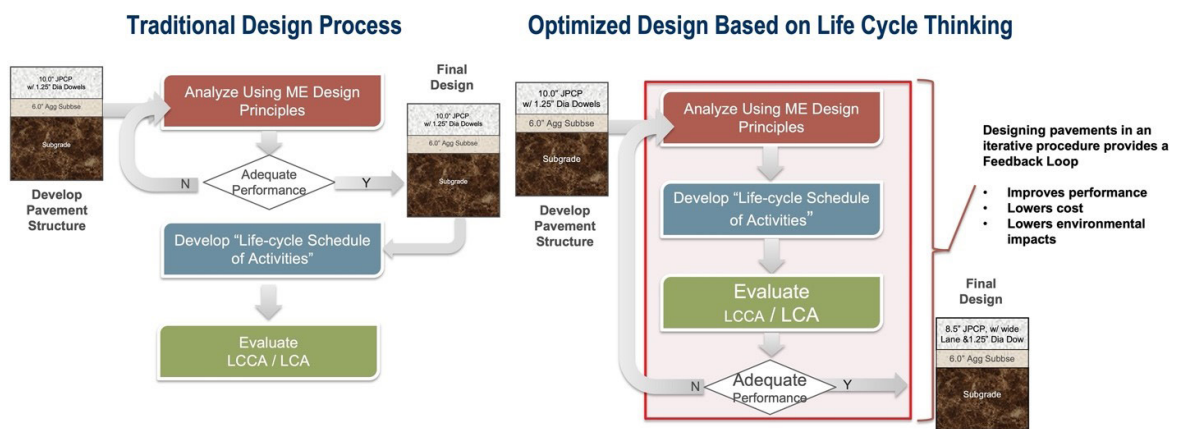 Traditional Design Process
10.0" JPCP
w/ 1.25" Dia Dowels
6.0" Agg Subbse
Subgrade
Develop
Pavement
Structure
Analyze Using ME Design
Principles
Adequate
Performance
N
Y
Final
Design
10.0" JPCP
w/ 1.25" Dia Dowels
6.0" Agg Subbse
Subgrade
Develop “Life-cycle Schedule
of Activities”
Evaluate
LCCA / LCA
Optimized Design Based on Life Cycle Thinking
10.0" JPCP
w/ 1.25" Dia Dowels
6.0" Agg Subbse
Subgrade
Develop
Pavement
Structure
Analyze Using ME Design
Principles
Develop “Life-cycle Schedule
of Activities”
Evaluate
LCCA / LCA
Adequate
Performance
N
Y
Designing pavements in an
iterative procedure provides a
Feedback Loop
• Improves performance
• Lowers cost
• Lowers environmental
impacts
Final
Design
8.5" JPCP, w/ wide
Lane &1.25" Dia Dow
6.0" Agg Subbse
Subgrade